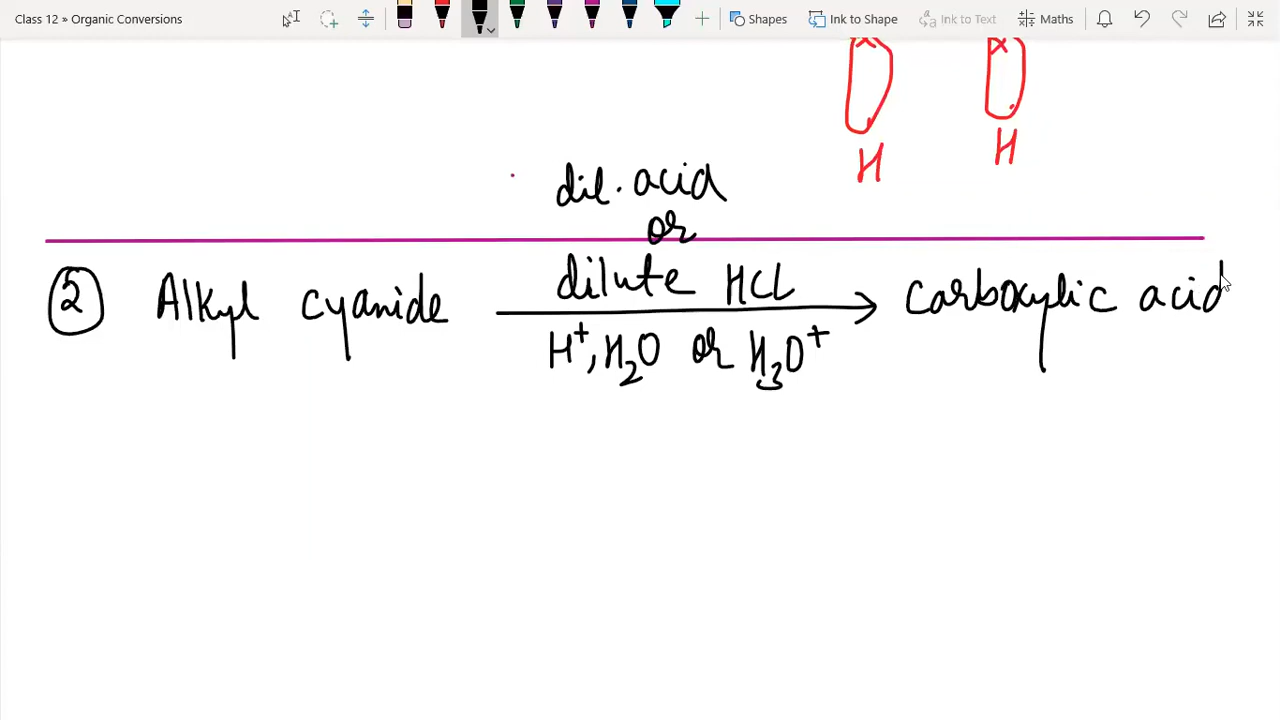 Class 12 » Organic Conversions
Shapes
Ink to Shape
Ink to Text
Maths
H H
dil. acid
or
② Alkyl cyanide dilute HCl Carboxylic acid
H⁺, H₂O or H₃O⁺